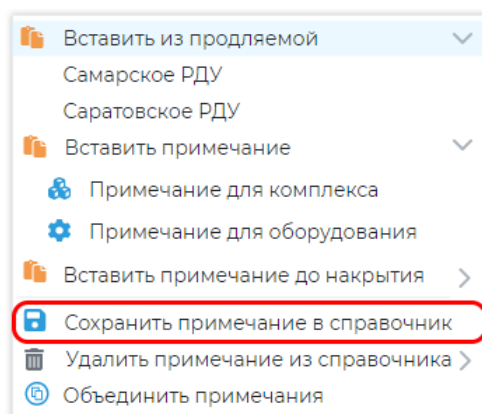 Вставить из продляемой
Самарское РДУ
Саратовское РДУ
Вставить примечание
Примечание для комплекса
Примечание для оборудования
Вставить примечание до накрытия
Сохранить примечание в справочник
Удалить примечание из справочника
Объединить примечания